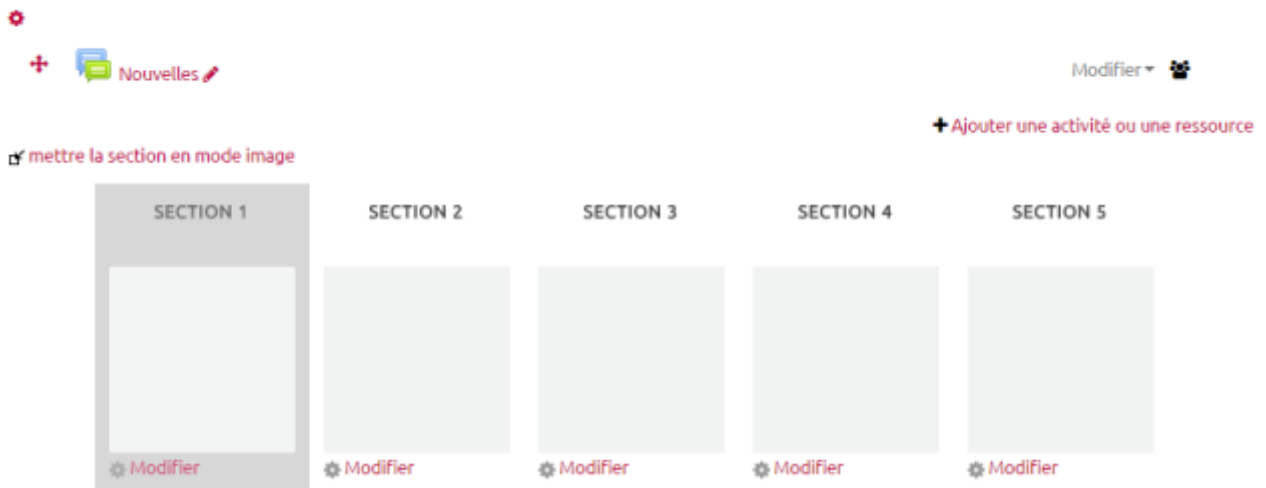 Nouvelles
Modifier
Ajouter une activité ou une ressource
mettre la section en mode image
SECTION 1 SECTION 2 SECTION 3 SECTION 4 SECTION 5
Modifier Modifier Modifier Modifier Modifier